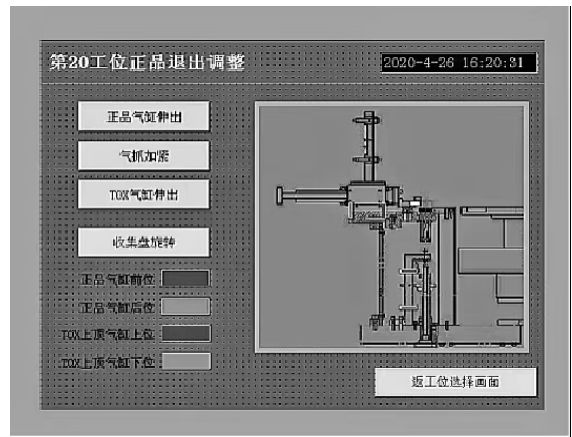 第20工位正品退出调整
2020-4-26 16:20:31
正品气缸伸出
气抓加紧
TOX气缸伸出
收集盘旋转
正品气缸前位
正品气缸后位
TOX上顶气缸上位
TOX上顶气缸下位
返工位选择画面